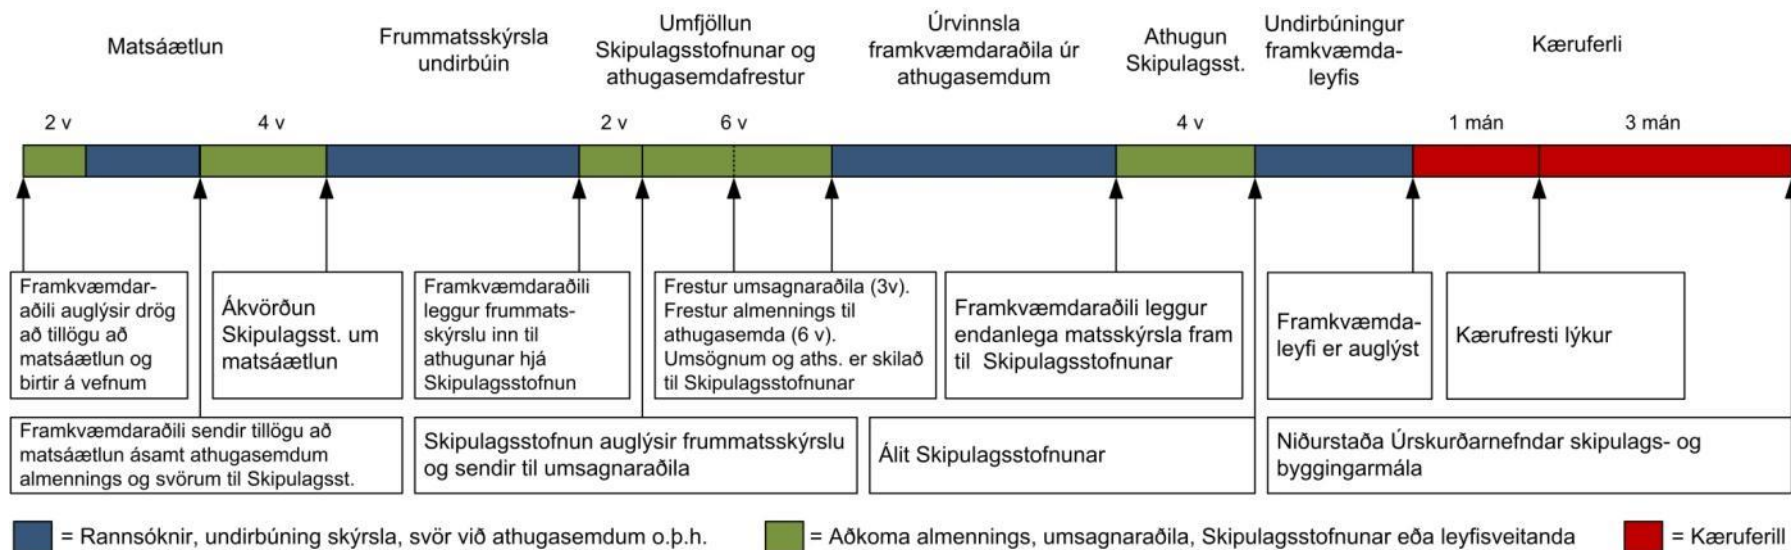 Matsáætlun
Frummatsskýrsla
undirbúin
Umfjöllun
Skipulagsstofnunar og
athugasemdafrestur
Úrvinnsla
framkvæmdaraðila úr
athugasemdum
Athugun
Skipulagsst.
Undirbúningur
framkvæmda-
leyfis
Kæruferli
2 v
4 v
2 v
6 v
4 v
1 mán
3 mán
Framkvæmdar-
aðili auglýsir drög
að tillögu að
matsáætlun og
birtir á vefnum
Ákvörðun
Skipulagsst. um
matsáætlun
Framkvæmdaraðili
leggur frummats-
skýrslu inn til
athugunar hjá
Skipulagsstofnun
Frestur umsagnaraðila (3v).
Frestur almennings til
athugasemda (6 v).
Umsögnum og aths. er skilað
til Skipulagsstofnunar
Framkvæmdaraðili leggur
endanlega matsskýrsla fram
til Skipulagsstofnunar
Framkvæmda-
leyfi er auglýst
Kærufresti lýkur
Framkvæmdaraðili sendir tillögu að
matsáætlun ásamt athugasemdum
almennings og svörum til Skipulagsst.
Skipulagsstofnun auglýsir frummatsskýrslu
og sendir til umsagnaraðila
Álit Skipulagsstofnunar
Niðurstaða Úrskurðarnefndar skipulags- og
byggingarmála
= Rannsóknir, undirbúning skýrsla, svör við athugasemdum o.þ.h.
= Aðkoma almennings, umsagnaraðila, Skipulagsstofnunar eða leyfisveitanda
= Kæruferill